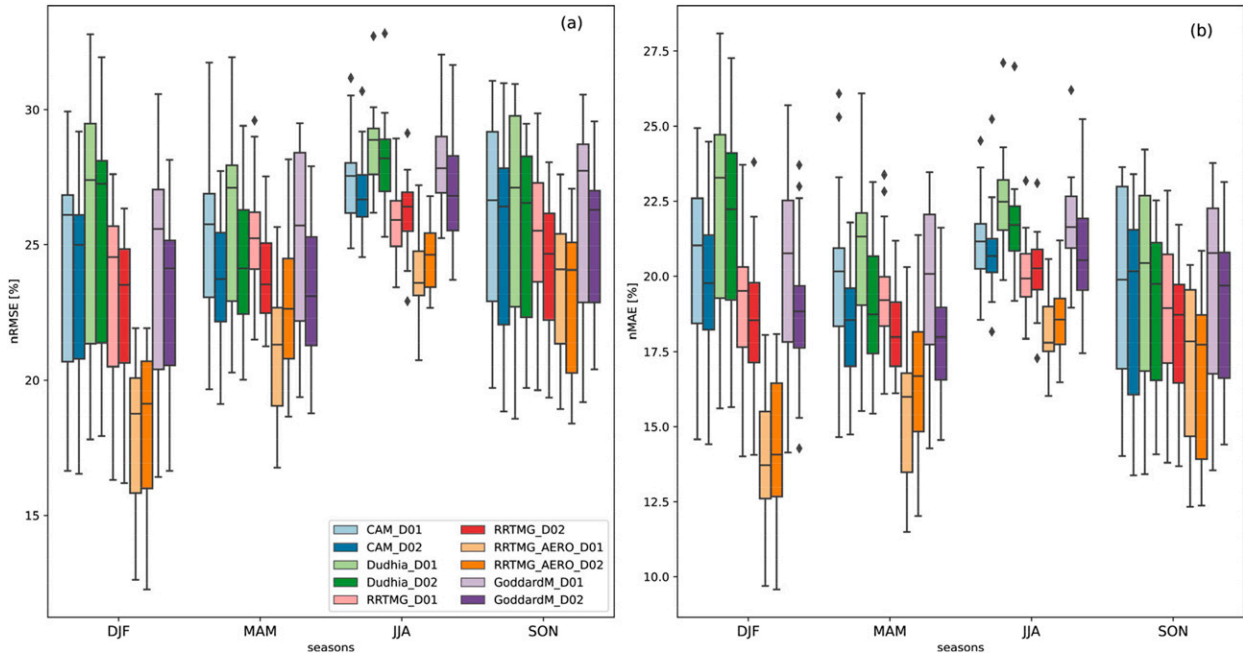 (a)
nRMSE [%]
30
25
20
15
CAM_D01
CAM_D02
Dudhia_D01
Dudhia_D02
RRTMG_D01
RRTMG_D02
RRTMG_AERO_D01
RRTMG_AERO_D02
GoddardM_D01
GoddardM_D02
DJF MAM JJA SON
seasons
(b)
nMAE [%]
27.5
25.0
22.5
20.0
17.5
15.0
12.5
10.0
DJF MAM JJA SON
seasons